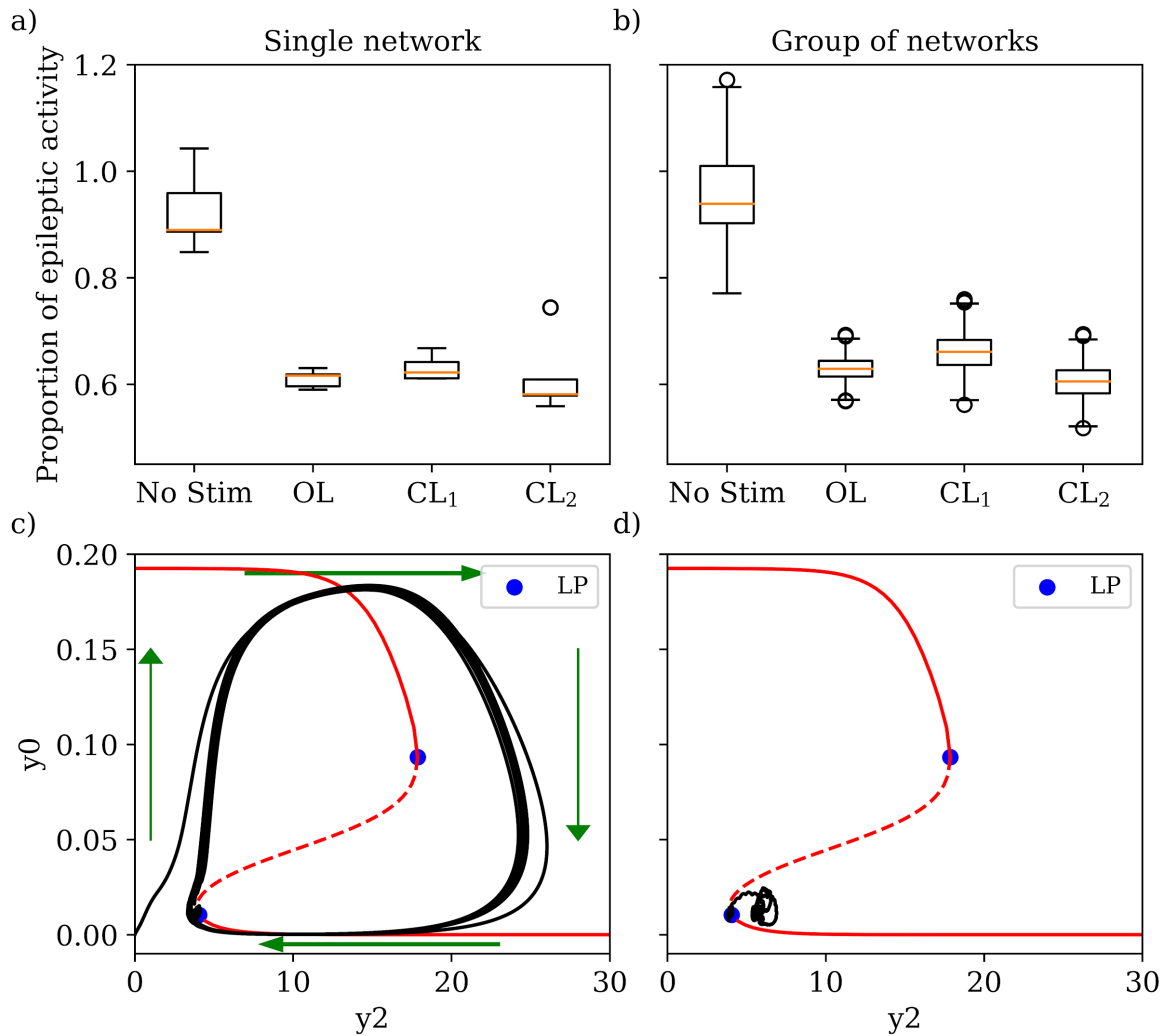 a)
Single network
Proportion of epileptic activity
1.2
1.0
0.8
0.6
No Stim OL CL₁ CL₂
b)
Group of networks
No Stim OL CL₁ CL₂
c)
y0
0.20
0.15
0.10
0.05
0.00
LP
0 10 20 30
y2
d)
LP
0 10 20 30
y2